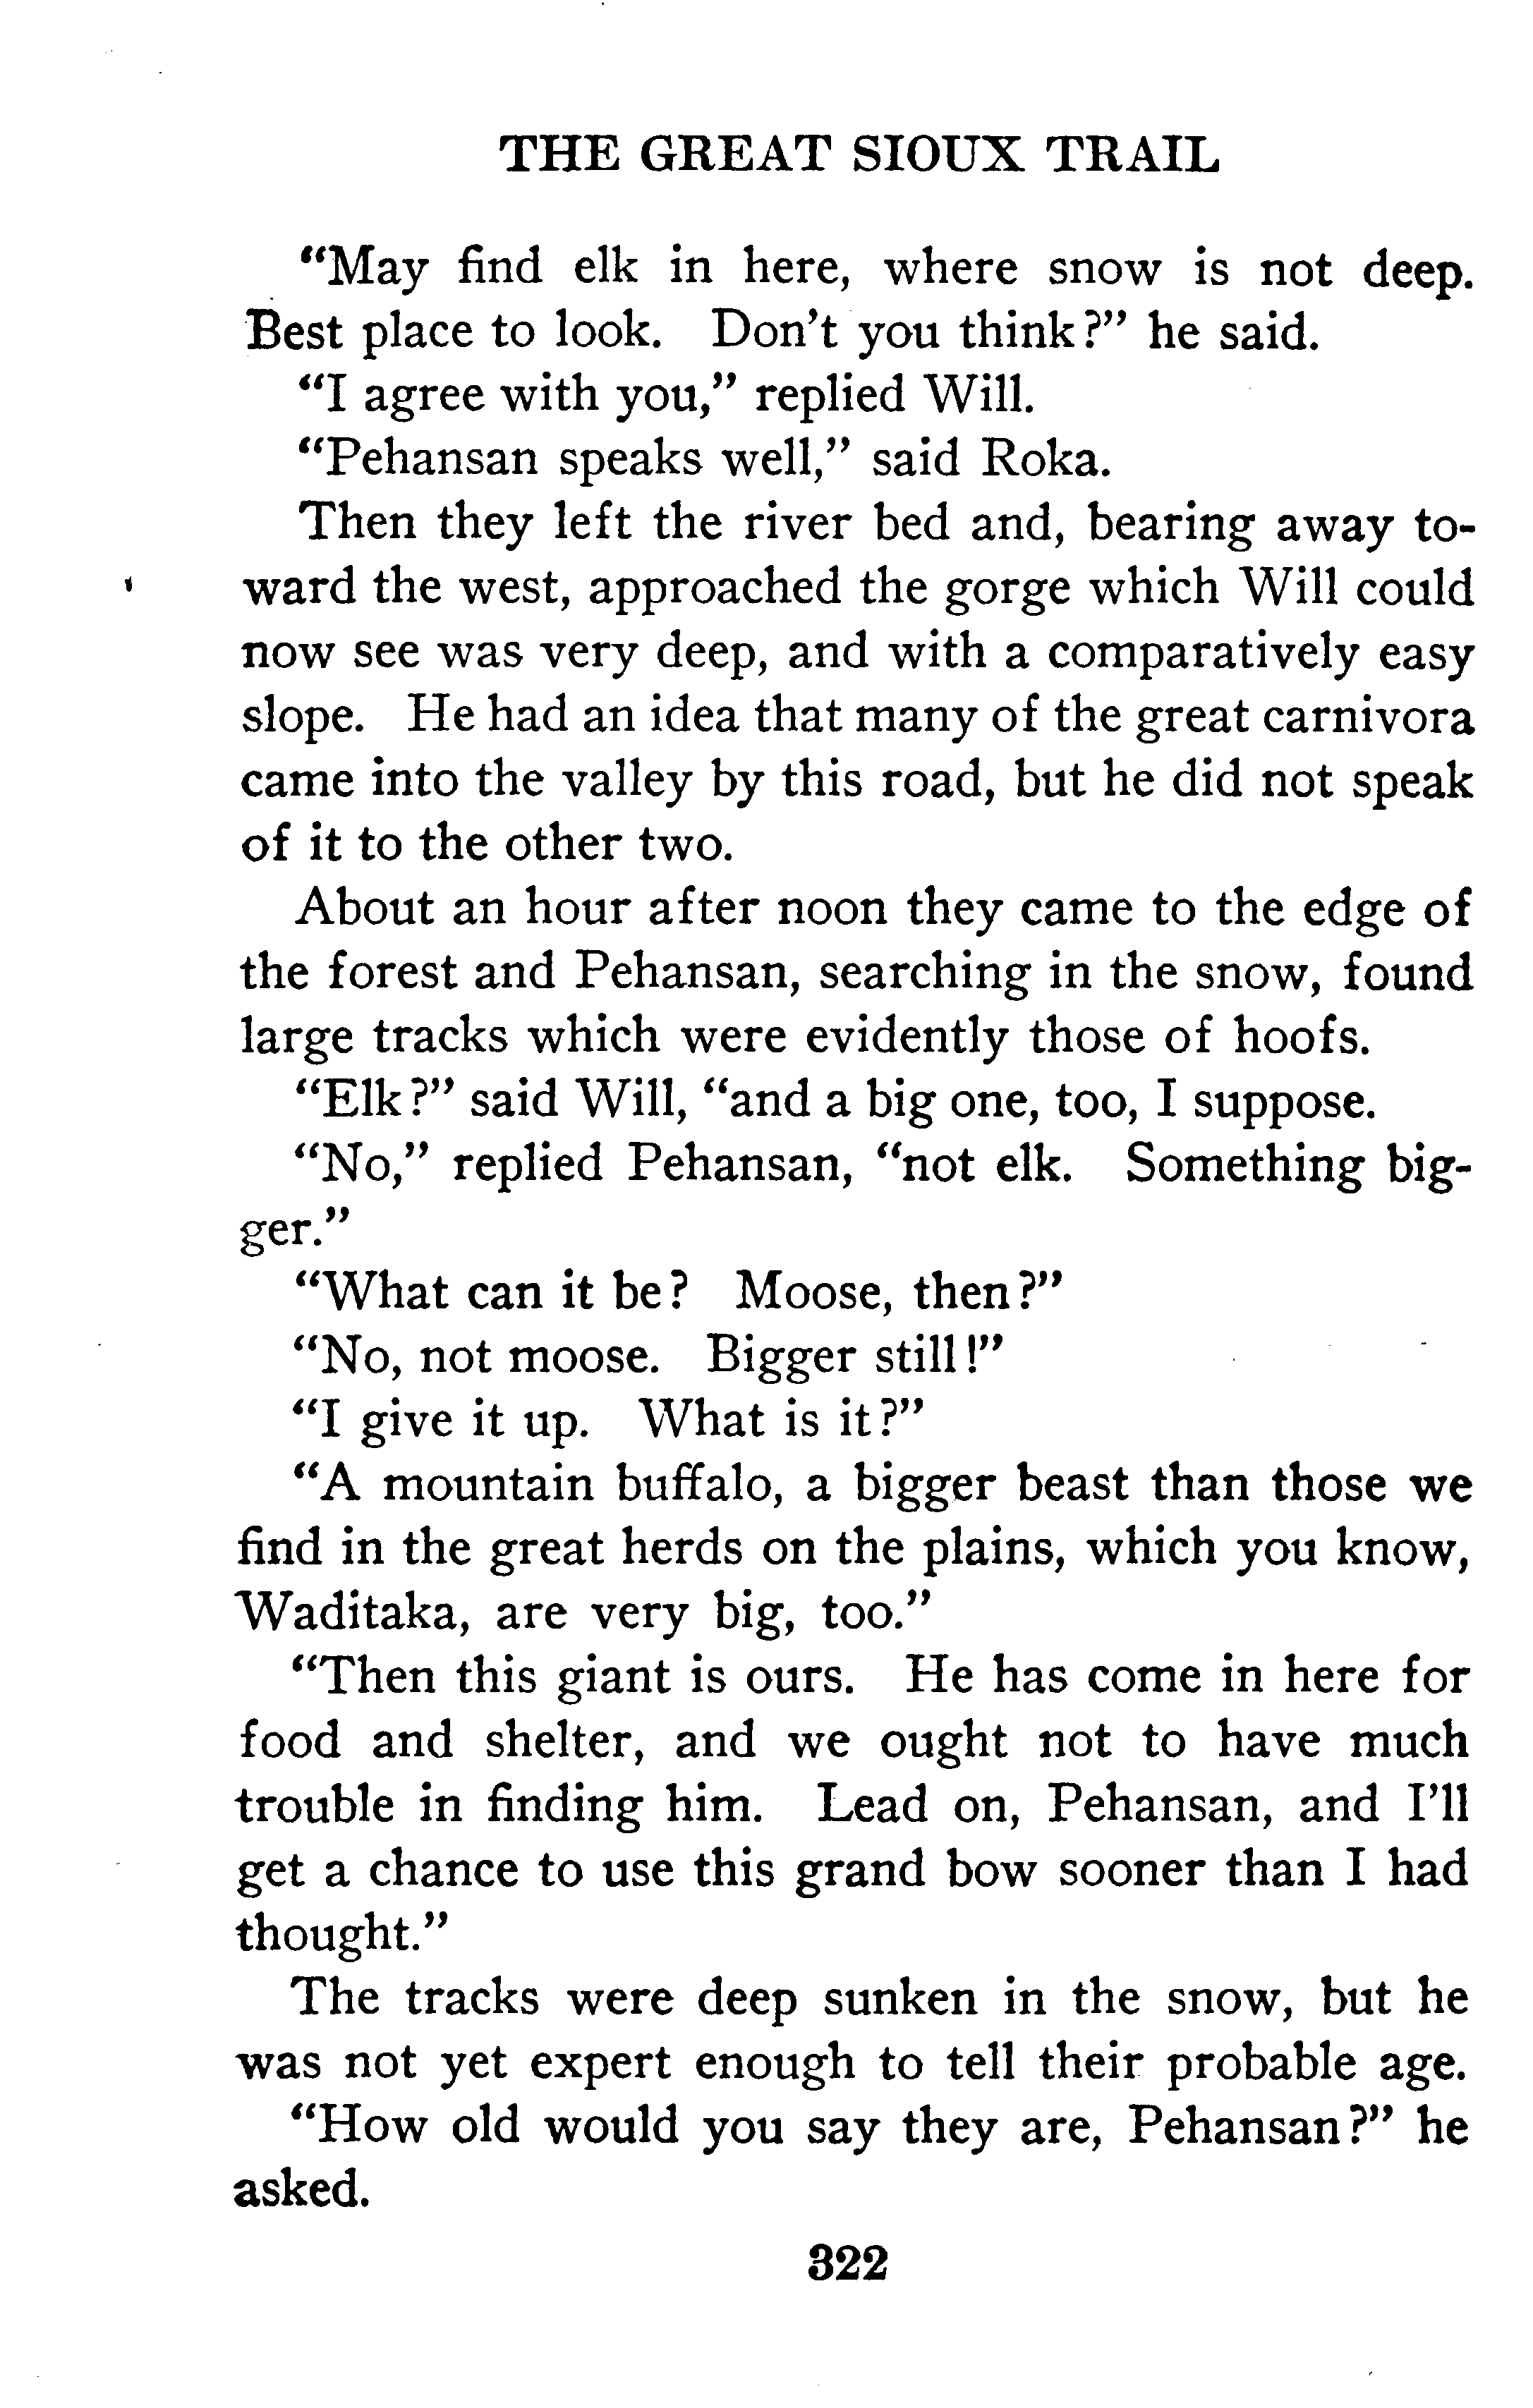 THE GREAT SIOUX TRAIL
“May find elk in here, where snow is not deep.
Best place to look. Don’t you think?” he said.
“I agree with you,” replied Will.
“Pehansan speaks well,” said Roka.
Then they left the river bed and, bearing away to-
ward the west, approached the gorge which Will could
now see was very deep, and with a comparatively easy
slope. He had an idea that many of the great carnivora
came into the valley by this road, but he did not speak
of it to the other two.
About an hour after noon they came to the edge of
the forest and Pehansan, searching in the snow, found
large tracks which were evidently those of hoofs.
“Elk?” said Will, “and a big one, too, I suppose.
“No,” replied Pehansan, “not elk. Something big-
ger.”
“What can it be? Moose, then?”
“No, not moose. Bigger still!”
“I give it up. What is it?”
“A mountain buffalo, a bigger beast than those we
find in the great herds on the plains, which you know,
Waditaka, are very big, too.”
“Then this giant is ours. He has come in here for
food and shelter, and we ought not to have much
trouble in finding him. Lead on, Pehansan, and I’ll
get a chance to use this grand bow sooner than I had
thought.”
The tracks were deep sunken in the snow, but he
was not yet expert enough to tell their probable age.
“How old would you say they are, Pehansan?” he
asked.
322